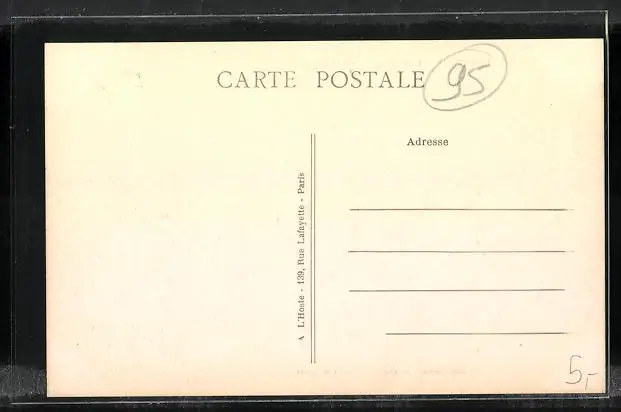 CARTE POSTALE
95
Adresse
A L'Hoste - 139, Rue Lafayette - Paris
5,-